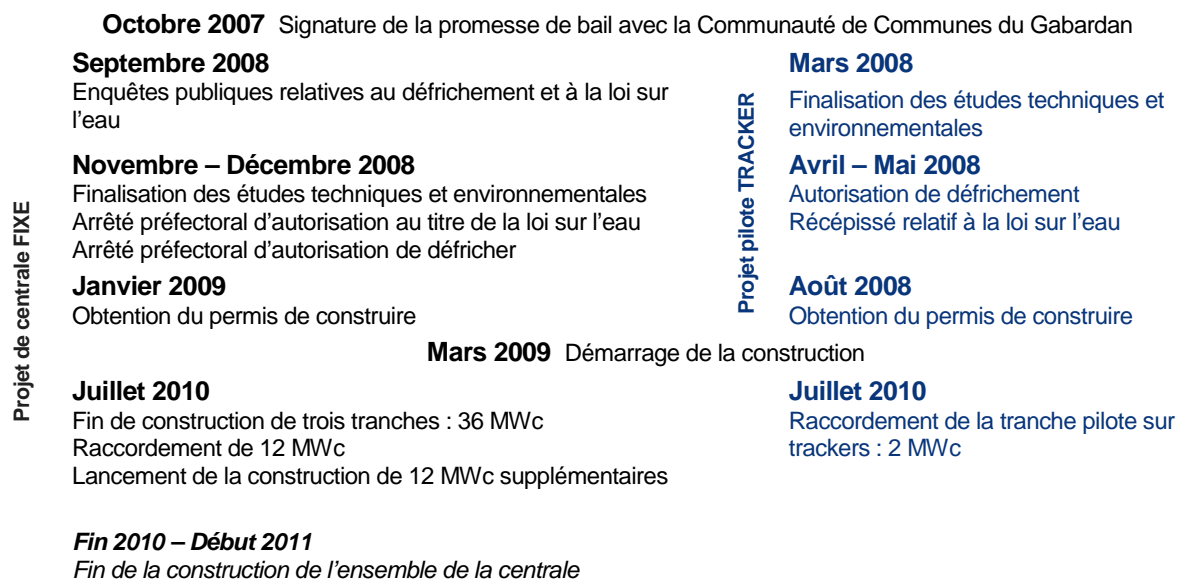 Octobre 2007 Signature de la promesse de bail avec la Communauté de Communes du Gabardan
Projet de centrale FIXE
Septembre 2008
Enquêtes publiques relatives au défrichement et à la loi sur
l'eau
Novembre – Décembre 2008
Finalisation des études techniques et environnementales
Arrêté préfectoral d'autorisation au titre de la loi sur l'eau
Arrêté préfectoral d'autorisation de défricher
Janvier 2009
Obtention du permis de construire
Projet pilote TRACKER
Mars 2008
Finalisation des études techniques et
environnementales
Avril – Mai 2008
Autorisation de défrichement
Récépissé relatif à la loi sur l'eau
Août 2008
Obtention du permis de construire
Mars 2009 Démarrage de la construction
Juillet 2010
Fin de construction de trois tranches : 36 MWc
Raccordement de 12 MWc
Lancement de la construction de 12 MWc supplémentaires
Juillet 2010
Raccordement de la tranche pilote sur
trackers : 2 MWc
Fin 2010 – Début 2011
Fin de la construction de l'ensemble de la centrale